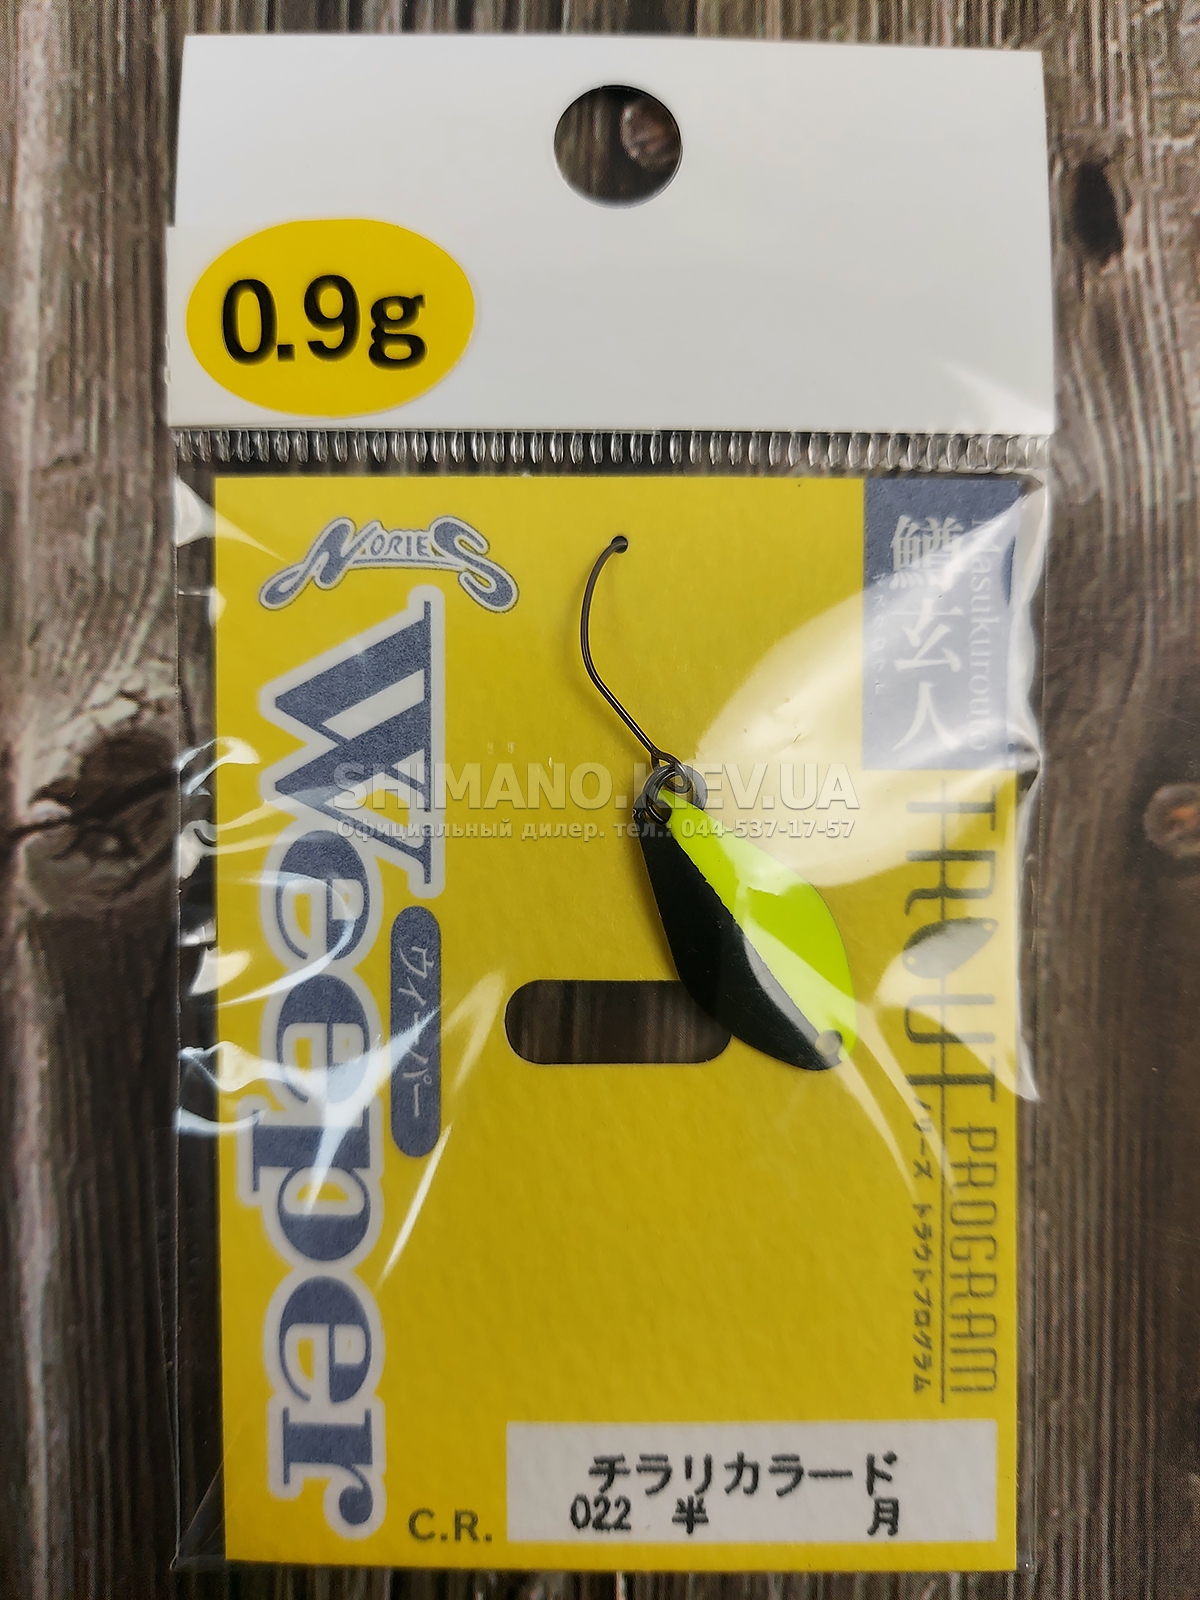 0.9g
NORIES
Weeper
ウィーパー
鱒玄人
Masukurouto
TROUT PROGRAM
シリーズ トラウトプログラム
SHIMANO.KIEV.UA
Официальный дилер. тел.: 044-537-17-57
チラリカラード
022 半 月
C.R.